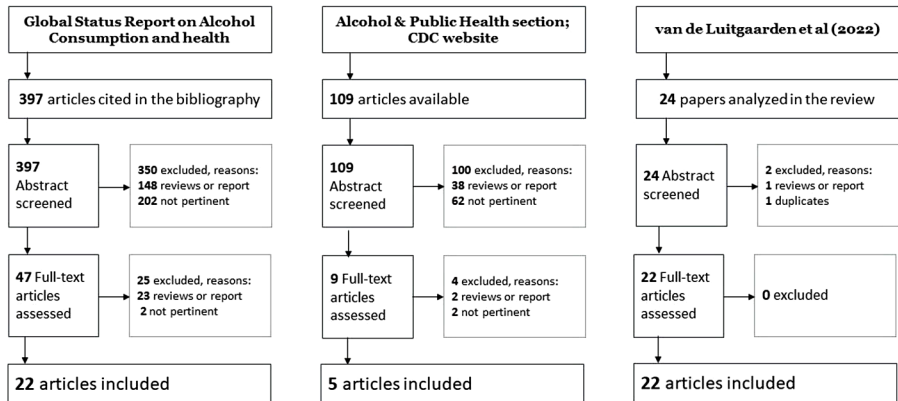 Global Status Report on Alcohol
Consumption and health
397 articles cited in the bibliography
397
Abstract
screened
350 excluded, reasons:
148 reviews or report
202 not pertinent
47 Full-text
articles
assessed
25 excluded, reasons:
23 reviews or report
2 not pertinent
22 articles included
Alcohol & Public Health section;
CDC website
109 articles available
109
Abstract
screened
100 excluded, reasons:
38 reviews or report
62 not pertinent
9 Full-text
articles
assessed
4 excluded, reasons:
2 reviews or report
2 not pertinent
5 articles included
van de Luitgaarden et al (2022)
24 papers analyzed in the review
24 Abstract
screened
2 excluded, reasons:
1 reviews or report
1 duplicates
22 Full-text
articles
assessed
0 excluded
22 articles included